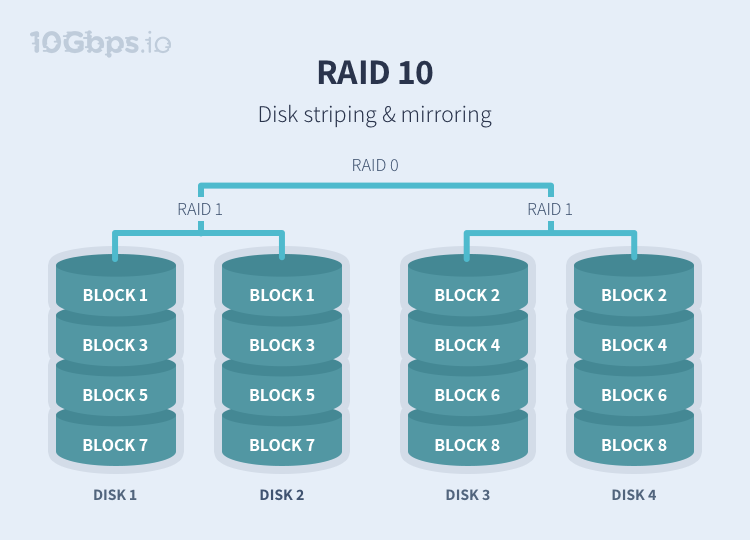 10Gbps.io
RAID 10
Disk striping & mirroring
RAID 0
RAID 1 RAID 1
BLOCK 1 BLOCK 1 BLOCK 2 BLOCK 2
BLOCK 3 BLOCK 3 BLOCK 4 BLOCK 4
BLOCK 5 BLOCK 5 BLOCK 6 BLOCK 6
BLOCK 7 BLOCK 7 BLOCK 8 BLOCK 8
DISK 1 DISK 2 DISK 3 DISK 4